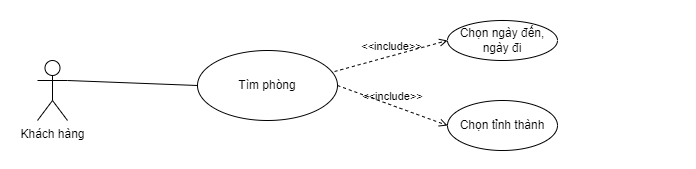 Chọn ngày đến,
ngày đi
<<include>>
Tìm phòng
<<include>>
Chọn tỉnh thành
Khách hàng